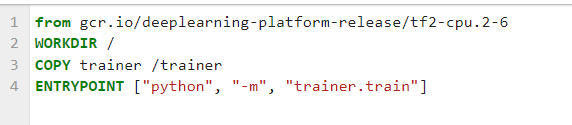 1 from gcr.io/deeplearning-platform-release/tf2-cpu.2-6
2 WORKDIR /
3 COPY trainer /trainer
4 ENTRYPOINT ["python", "-m", "trainer.train"]